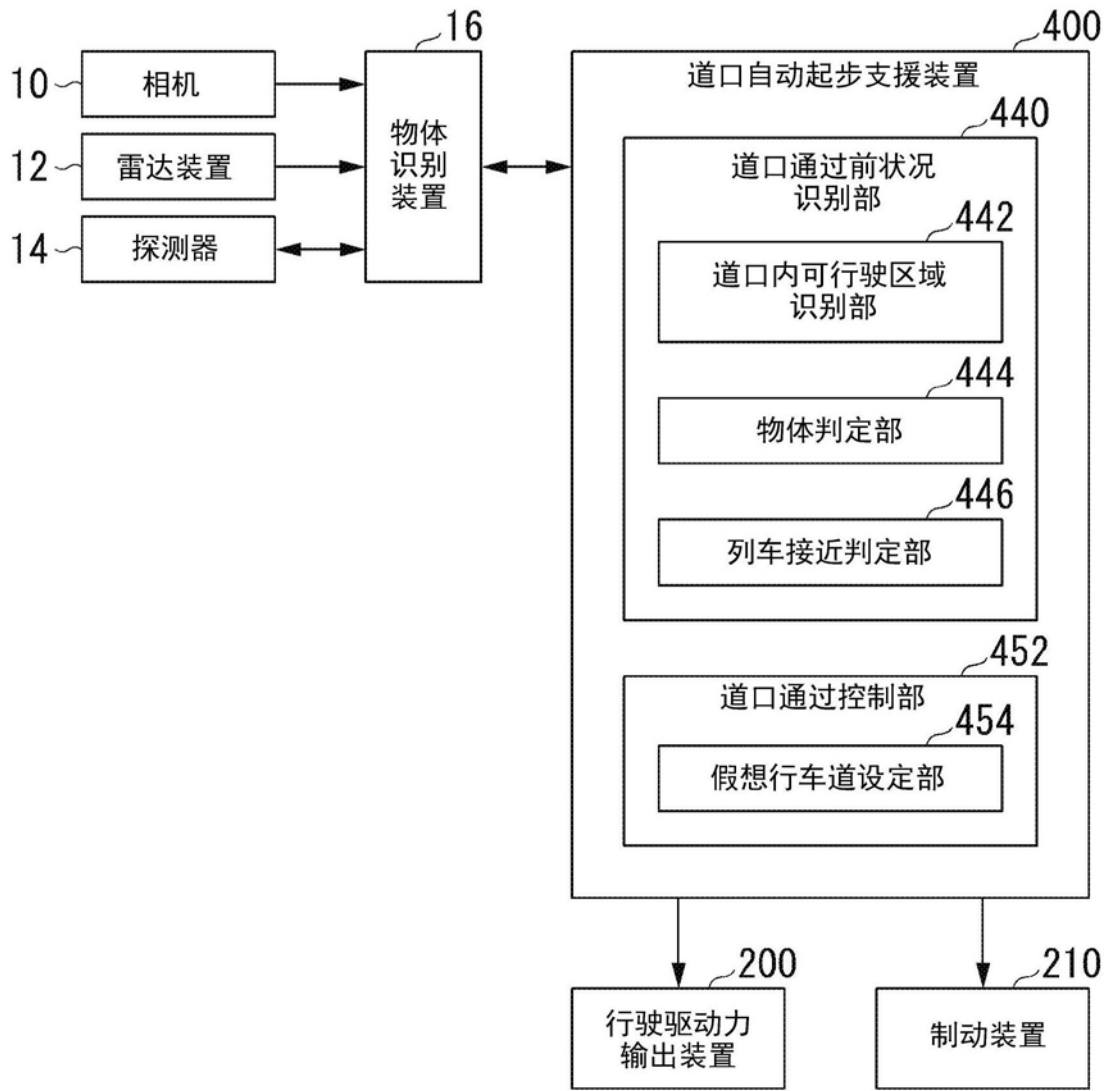 16
400
10
相机
道口自动起步支援装置
440
物体
识别
装置
12
雷达装置
道口通过前状况
识别部
14
探测器
442
道口内可行驶区域
识别部
444
物体判定部
446
列车接近判定部
452
道口通过控制部
454
假想行车道设定部
200
210
行驶驱动力
输出装置
制动装置